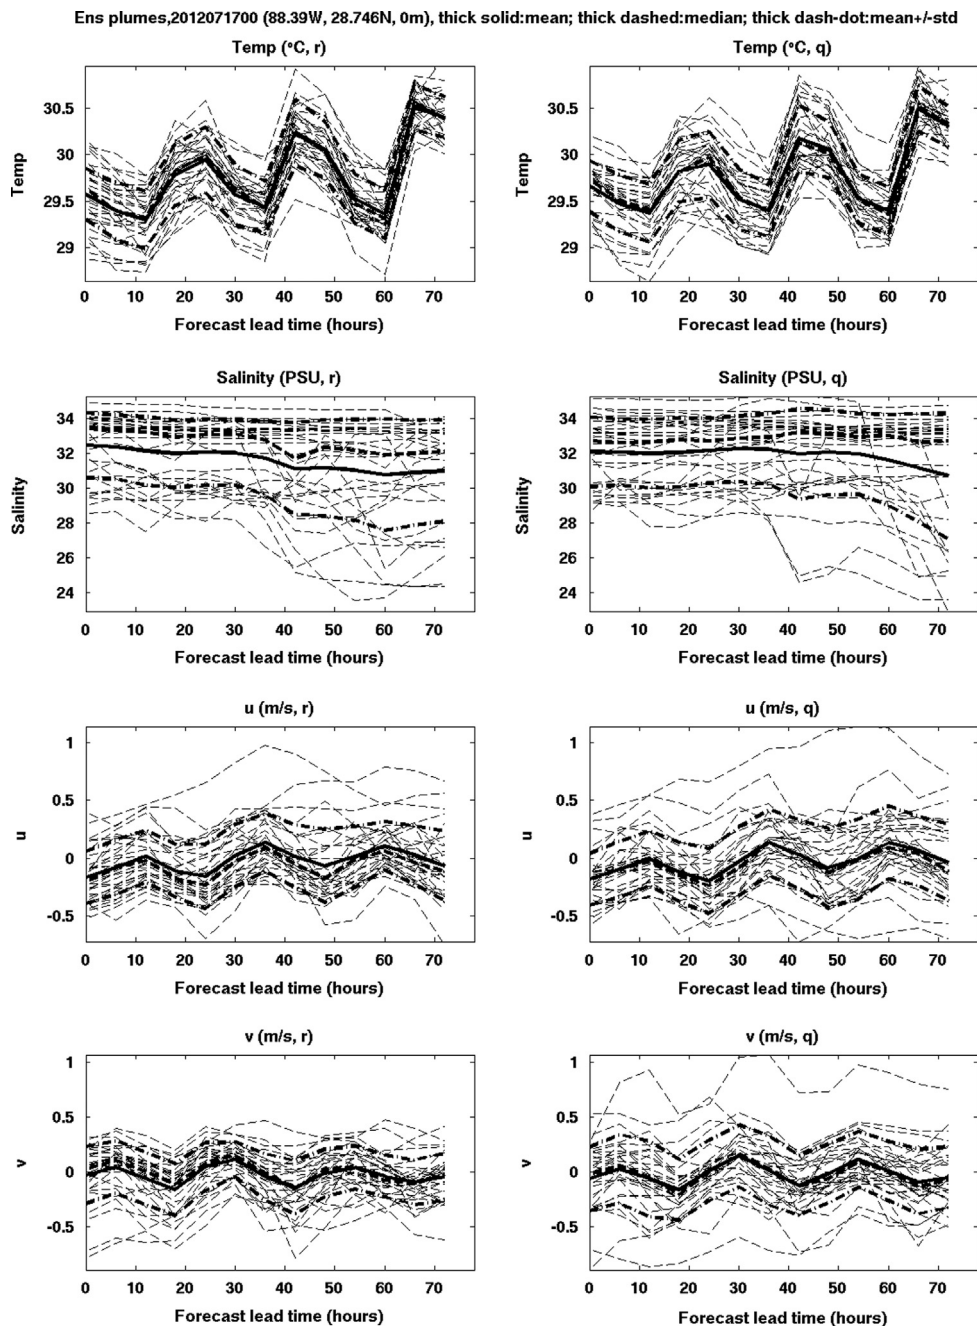 Ens plumes,2012071700 (88.39W, 28.746N, 0m), thick solid:mean; thick dashed:median; thick dash-dot:mean+/-std
Temp (°C, r)
30.5
30
29.5
29
Temp
0 10 20 30 40 50 60 70
Forecast lead time (hours)
Temp (°C, q)
30.5
30
29.5
29
Temp
0 10 20 30 40 50 60 70
Forecast lead time (hours)
Salinity (PSU, r)
34
32
30
28
26
24
Salinity
0 10 20 30 40 50 60 70
Forecast lead time (hours)
Salinity (PSU, q)
34
32
30
28
26
24
Salinity
0 10 20 30 40 50 60 70
Forecast lead time (hours)
u (m/s, r)
1
0.5
0
-0.5
u
0 10 20 30 40 50 60 70
Forecast lead time (hours)
u (m/s, q)
1
0.5
0
-0.5
u
0 10 20 30 40 50 60 70
Forecast lead time (hours)
v (m/s, r)
1
0.5
0
-0.5
v
0 10 20 30 40 50 60 70
Forecast lead time (hours)
v (m/s, q)
1
0.5
0
-0.5
v
0 10 20 30 40 50 60 70
Forecast lead time (hours)